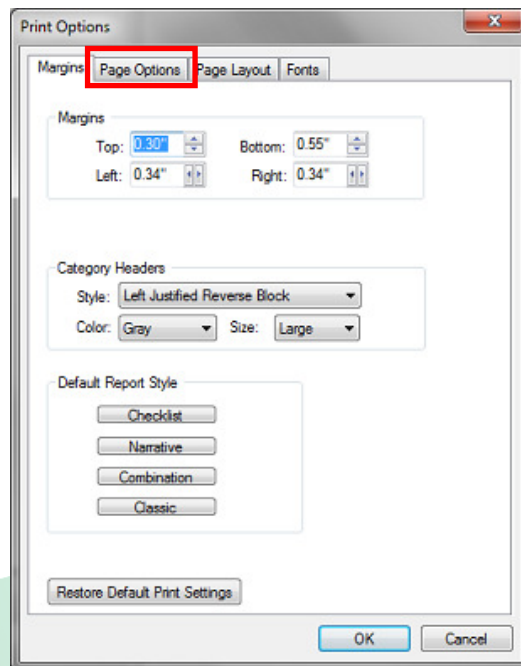 Print Options
Margins Page Options Page Layout Fonts
Margins
Top: 0.30" Bottom: 0.55"
Left: 0.34" Right: 0.34"
Category Headers
Style: Left Justified Reverse Block
Color: Gray Size: Large
Default Report Style
Checklist
Narrative
Combination
Classic
Restore Default Print Settings
OK Cancel